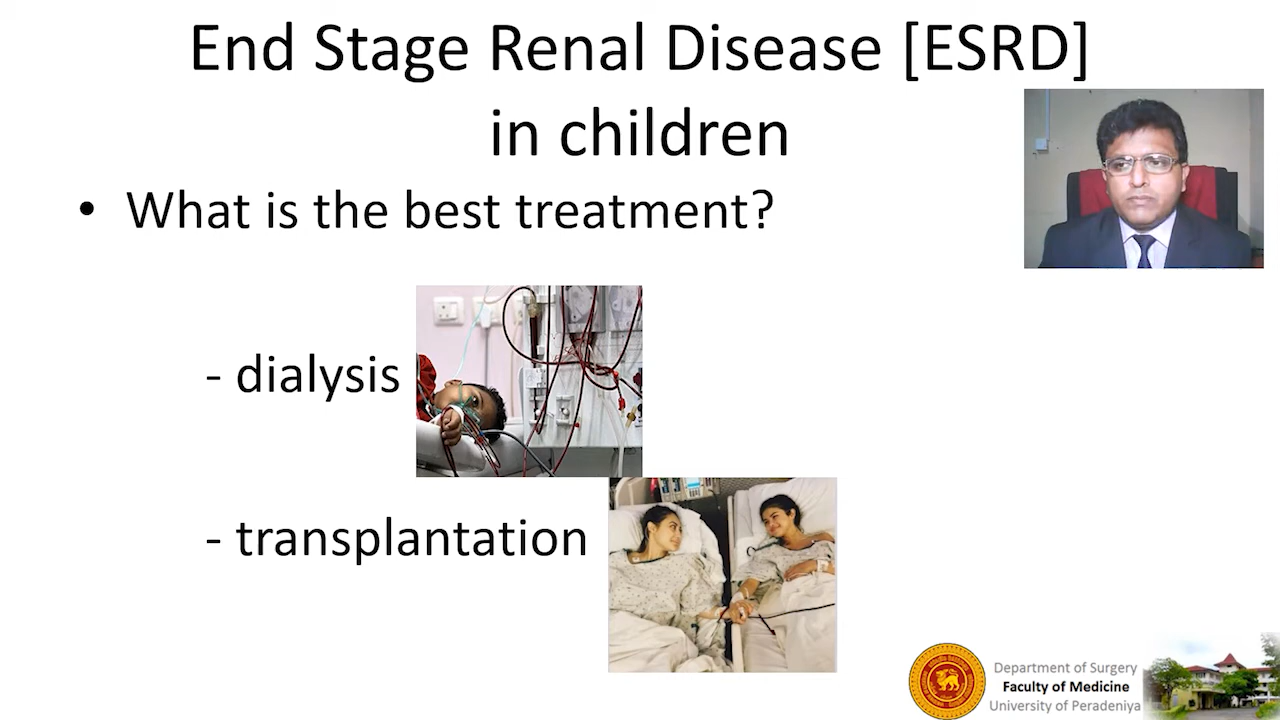 End Stage Renal Disease [ESRD]
in children
• What is the best treatment?
- dialysis
- transplantation
Department of Surgery
Faculty of Medicine
University of Peradeniya